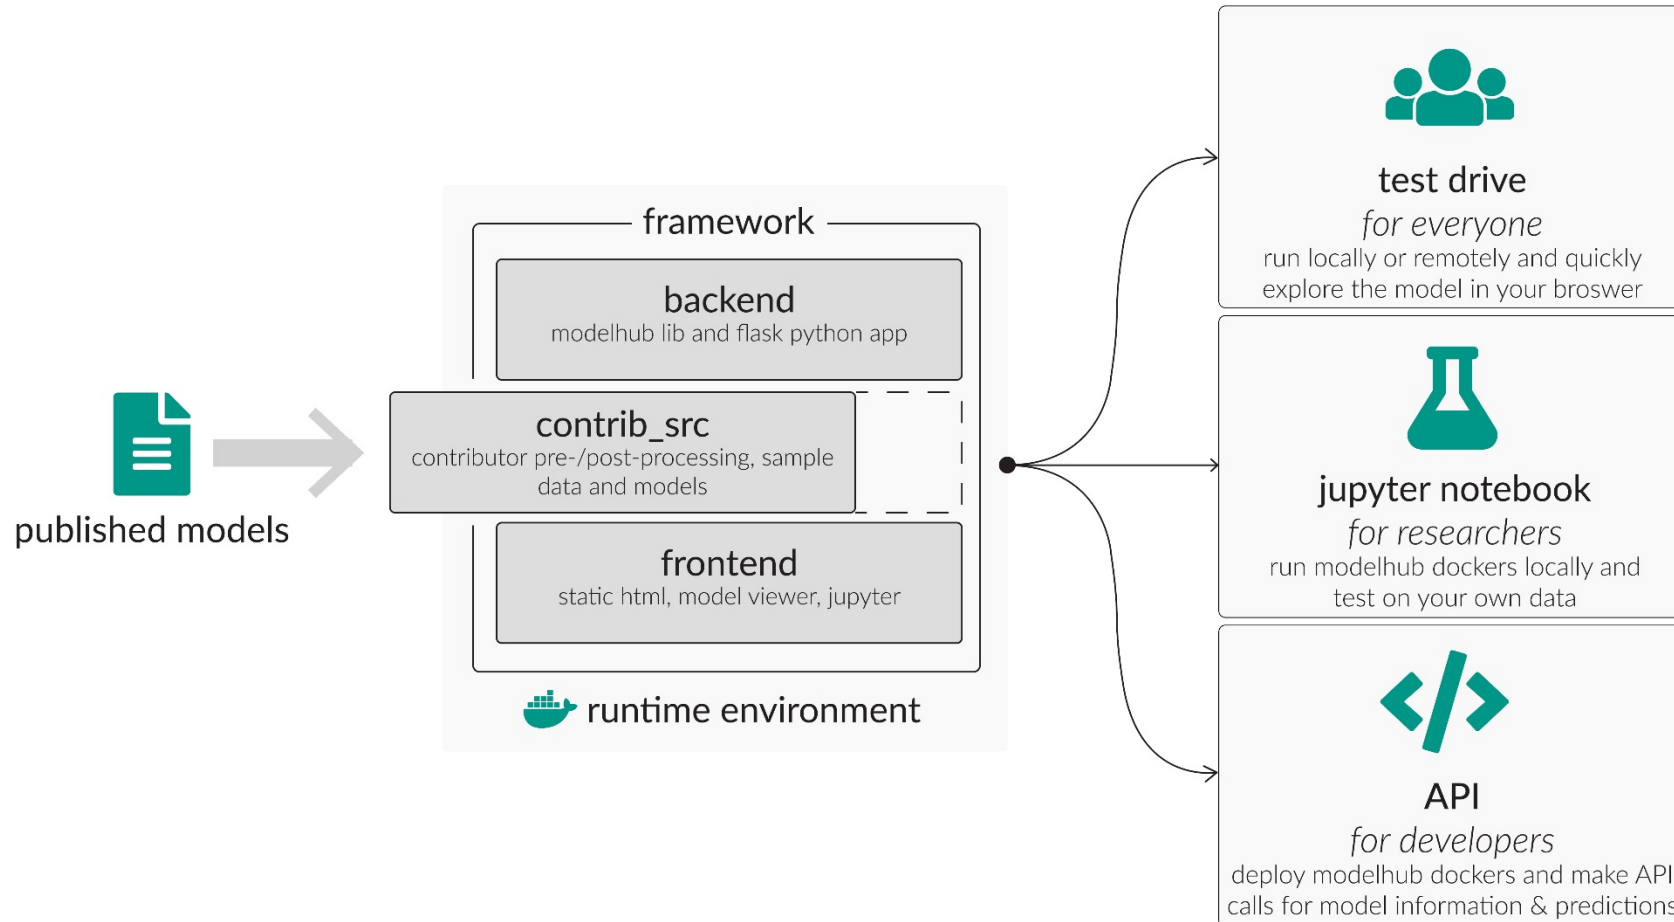 published models
framework
backend
modelhub lib and flask python app
contrib_src
contributor pre-/post-processing, sample
data and models
frontend
static html, model viewer, jupyter
runtime environment
test drive
for everyone
run locally or remotely and quickly
explore the model in your broswer
jupyter notebook
for researchers
run modelhub dockers locally and
test on your own data
API
for developers
deploy modelhub dockers and make API
calls for model information & predictions